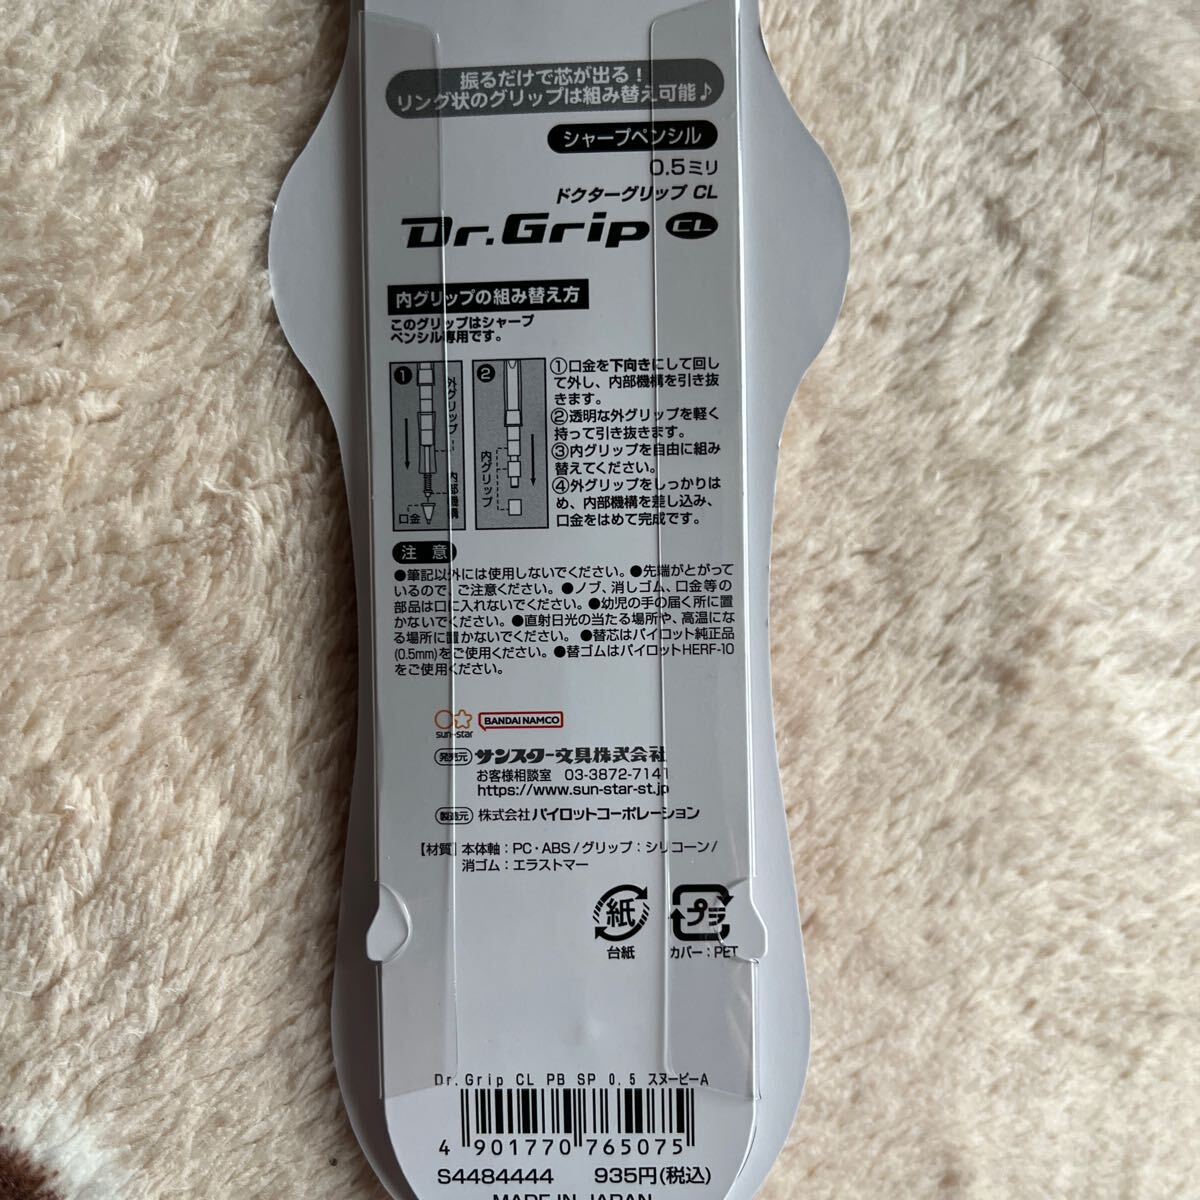 振るだけで芯が出る！
リング状のグリップは組み替え可能♪
シャープペンシル
0.5ミリ
ドクターグリップ CL
Dr.Grip CL
内グリップの組み替え方
このグリップはシャープ
ペンシル専用です。
①
外グリップ
内部機構
口金
②
内グリップ
①口金を下向きにして回し
て外し、内部機構を引き抜
きます。
②透明な外グリップを軽く
持って引き抜きます。
③内グリップを自由に組み
替えてください。
④外グリップをしっかりは
め、内部機構を差し込み、
口金をはめて完成です。
注意
●筆記以外には使用しないでください。●先端がとがって
いるので、ご注意ください。●ノブ、消しゴム、口金等の
部品は口に入れないでください。●幼児の手の届く所に置
かないでください。●直射日光の当たる場所や、高温にな
る場所に置かないでください。●替芯はパイロット純正品
(0.5mm)をご使用ください。●替ゴムはパイロットHERF-10
をご使用ください。
sun-star
BANDAI NAMCO
発売元 サンスター文具株式会社
お客様相談室 03-3872-7141
https://www.sun-star-st.jp
製造元 株式会社パイロットコーポレーション
【材質】本体軸：PC・ABS/グリップ：シリコーン/
消ゴム：エラストマー
紙
台紙
プラ
カバー：PET
Dr.Grip CL PB SP 0.5 スヌーピーA
4 901770 765075
S4484444 935円(税込)
MADE IN JAPAN